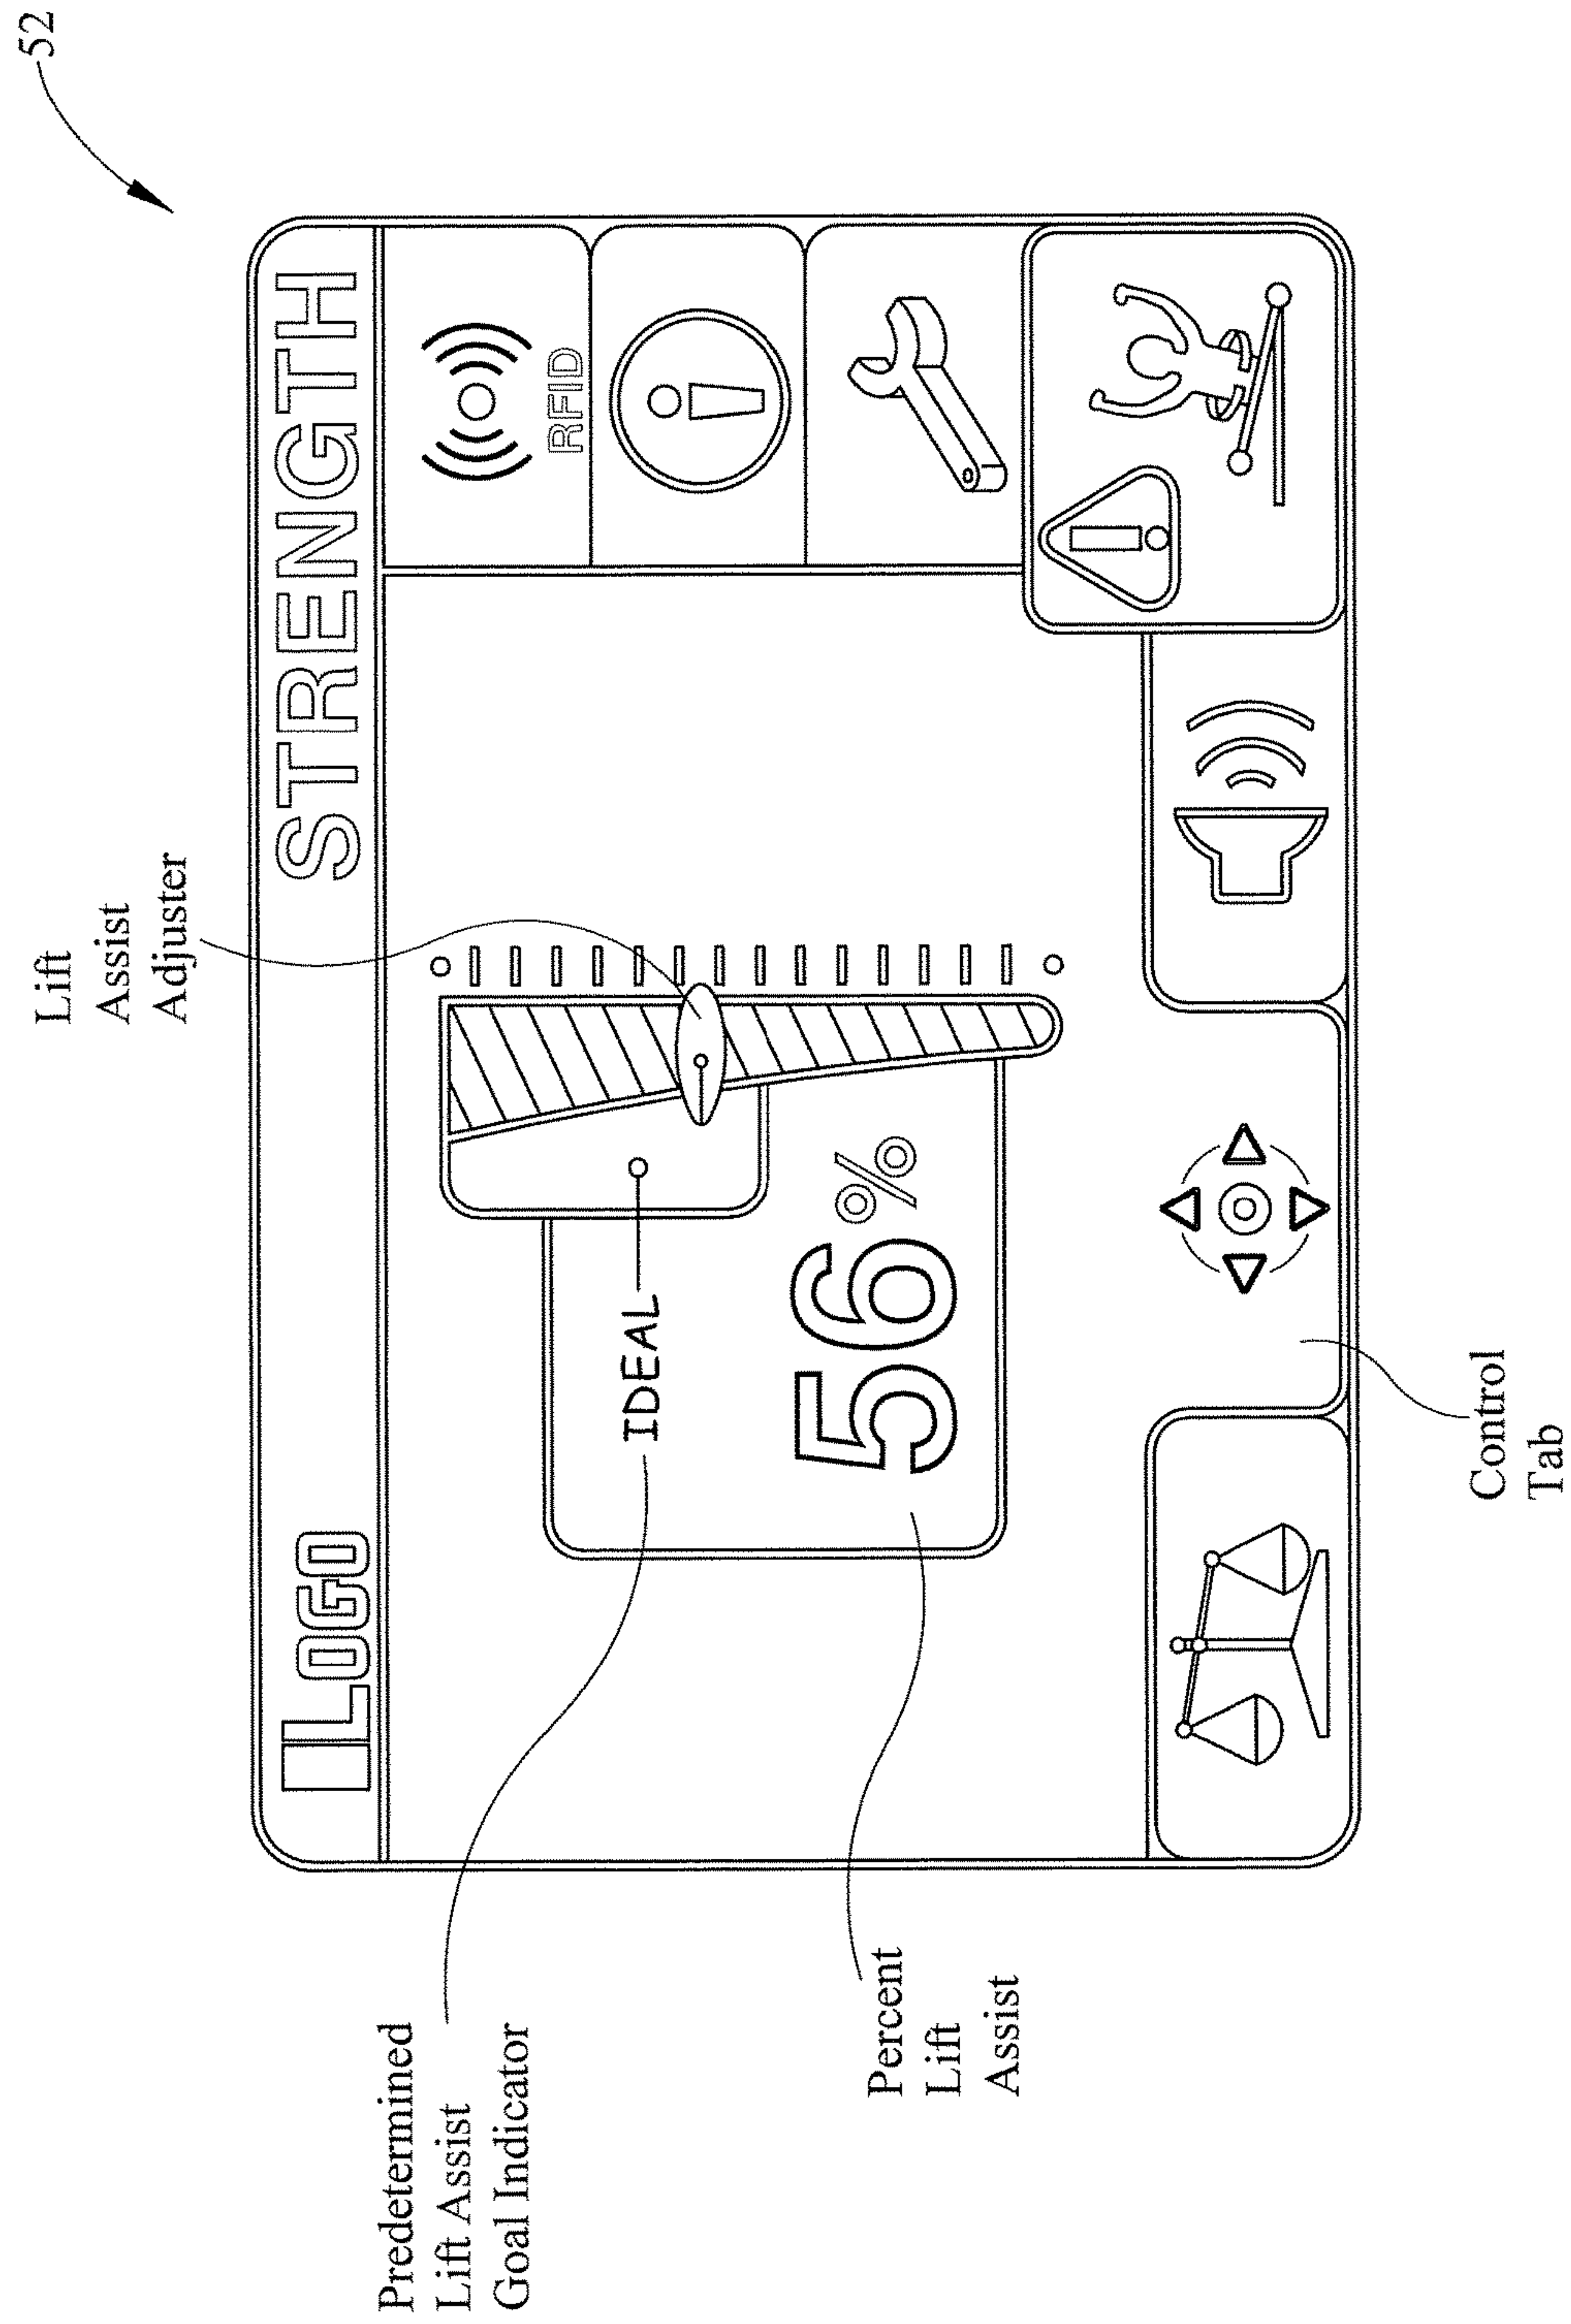 52
LOGO
STRENGTH
Lift
Assist
Adjuster
RFID
IDEAL
56%
Predetermined
Lift Assist
Goal Indicator
Percent
Lift
Assist
Control
Tab